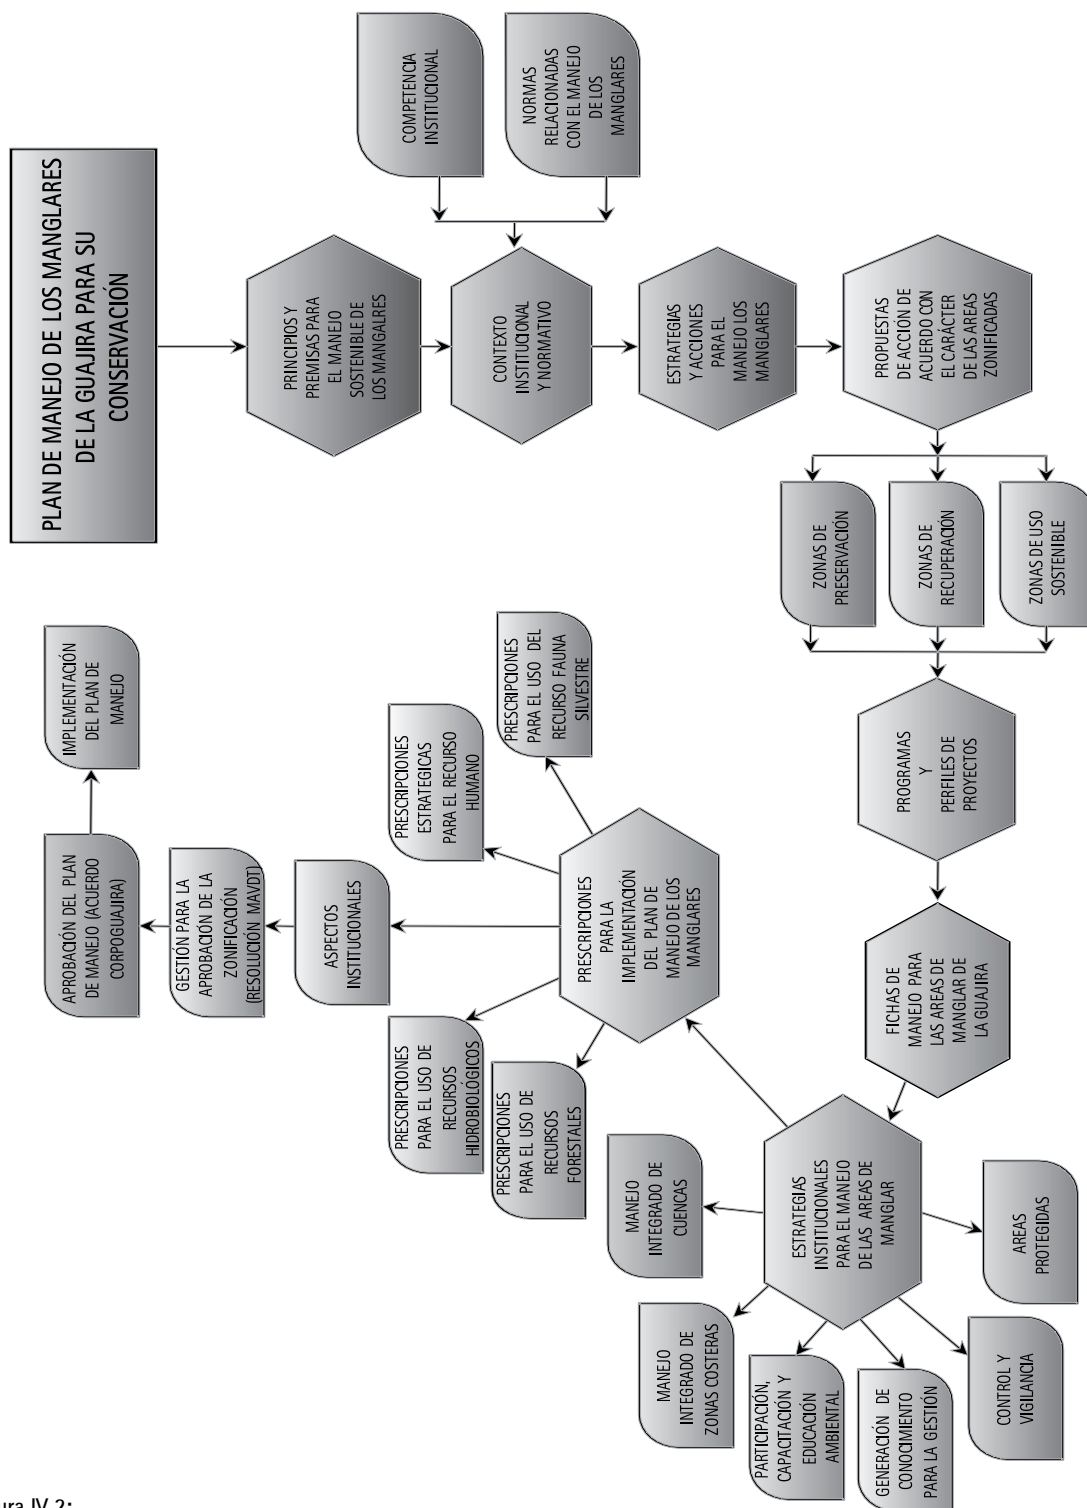 PLAN DE MANEJO DE LOS MANGLARES
DE LA GUAJIRA PARA SU
CONSERVACIÓN
PRINCIPIOS Y
PREMISAS PARA
EL MANEJO
SOSTENIBLE DE
LOS MANGALRES
COMPETENCIA
INSTITUCIONAL
NORMAS
RELACIONADAS
CON EL MANEJO
DE LOS
MANGLARES
CONTEXTO
INSTITUCIONAL
Y NORMATIVO
ESTRATEGIAS
Y ACCIONES
PARA EL
MANEJO LOS
MANGLARES
PROPUESTAS
DE ACCIÓN DE
ACUERDO CON
EL CARÁCTER
DE LAS AREAS
ZONIFICADAS
ZONAS DE
PRESERVACIÓN
ZONAS DE
RECUPERACIÓN
ZONAS DE USO
SOSTENIBLE
PROGRAMAS
Y
PERFILES DE
PROYECTOS
FICHAS DE
MANEJO PARA
LAS AREAS DE
MANGLAR DE
LA GUAJIRA
ESTRATEGIAS
INSTITUCIONALES
PARA EL MANEJO
DE LAS AREAS DE
MANGLAR
MANEJO
INTEGRADO DE
CUENCAS
MANEJO
INTEGRADO DE
ZONAS COSTERAS
PARTICIPACIÓN,
CAPACITACIÓN Y
EDUCACIÓN
AMBIENTAL
GENERACIÓN DE
CONOCIMIENTO
PARA LA GESTIÓN
CONTROL Y
VIGILANCIA
AREAS
PROTEGIDAS
PRESCRIPCIONES
PARA LA
IMPLEMENTACIÓN
DEL PLAN DE
MANEJO DE LOS
MANGLARES
PRESCRIPCIONES
PARA EL USO DE
RECURSOS
FORESTALES
PRESCRIPCIONES
PARA EL USO DE
RECURSOS
HIDROBIOLÓGICOS
ASPECTOS
INSTITUCIONALES
PRESCRIPCIONES
ESTRATEGICAS
PARA EL RECURSO
HUMANO
PRESCRIPCIONES
PARA EL USO DEL
RECURSO FAUNA
SILVESTRE
GESTIÓN PARA LA
APROBACIÓN DE LA
ZONIFICACIÓN
(RESOLUCIÓN MAVDT)
APROBACIÓN DEL PLAN
DE MANEJO (ACUERDO
CORPOGUAJIRA)
IMPLEMENTACIÓN
DEL PLAN DE
MANEJO
ura IV.2: